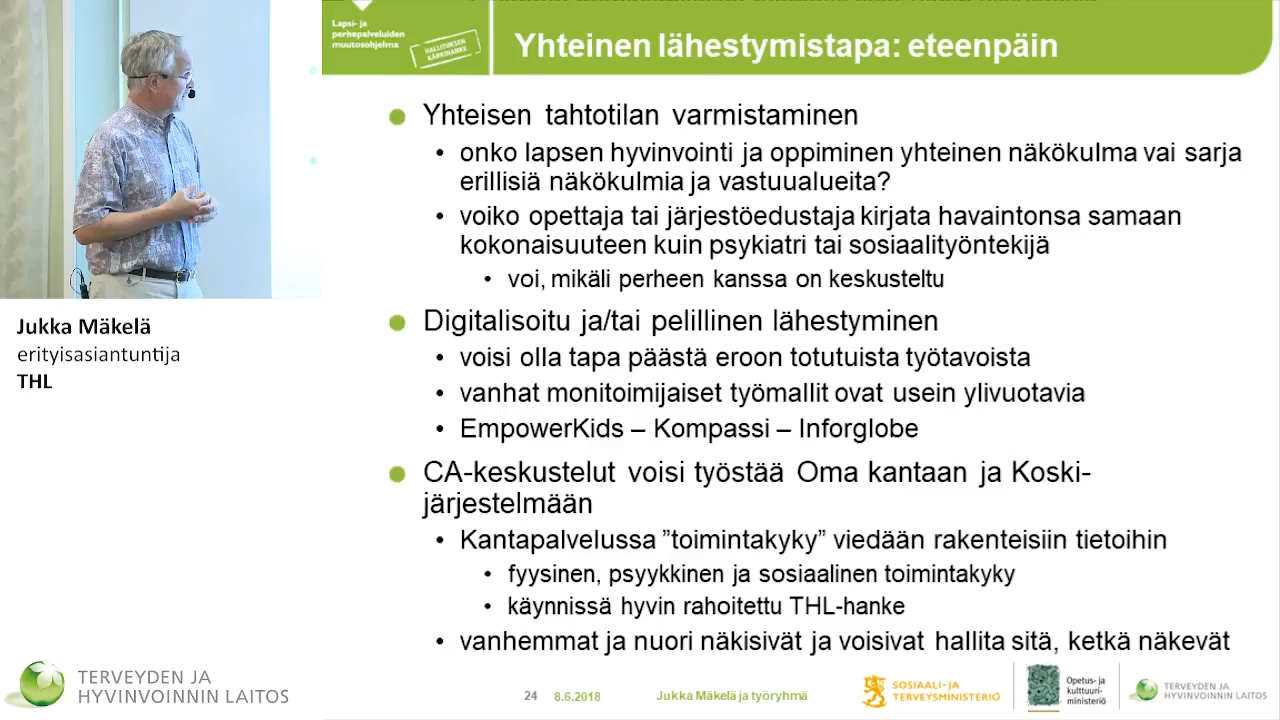 Lapsi- ja
perhepalveluiden
muutosohjelma
HALLITUKSEN
KÄRKIHANKE
Yhteinen lähestymistapa: eteenpäin
Yhteisen tahtotilan varmistaminen
onko lapsen hyvinvointi ja oppiminen yhteinen näkökulma vai sarja
erillisiä näkökulmia ja vastuualueita?
voiko opettaja tai järjestöedustaja kirjata havaintonsa samaan
kokonaisuuteen kuin psykiatri tai sosiaalityöntekijä
voi, mikäli perheen kanssa on keskusteltu
Digitalisoitu ja/tai pelillinen lähestyminen
voisi olla tapa päästä eroon totutuista työtavoista
vanhat monitoimijaiset työmallit ovat usein ylivuotavia
EmpowerKids – Kompassi – Inforglobe
CA-keskustelut voisi työstää Oma kantaan ja Koski-
järjestelmään
Kantapalvelussa ”toimintakyky” viedään rakenteisiin tietoihin
fyysinen, psyykkinen ja sosiaalinen toimintakyky
käynnissä hyvin rahoitettu THL-hanke
vanhemmat ja nuori näkisivät ja voisivat hallita sitä, ketkä näkevät
Jukka Mäkelä
erityisasiantuntija
THL
TERVEYDEN JA
HYVINVOINNIN LAITOS
24 8.6.2018 Jukka Mäkelä ja työryhmä
SOSIAALI- JA
TERVEYSMINISTERIÖ
Opetus- ja
kulttuuri-
ministeriö
TERVEYDEN JA
HYVINVOINNIN LAITOS